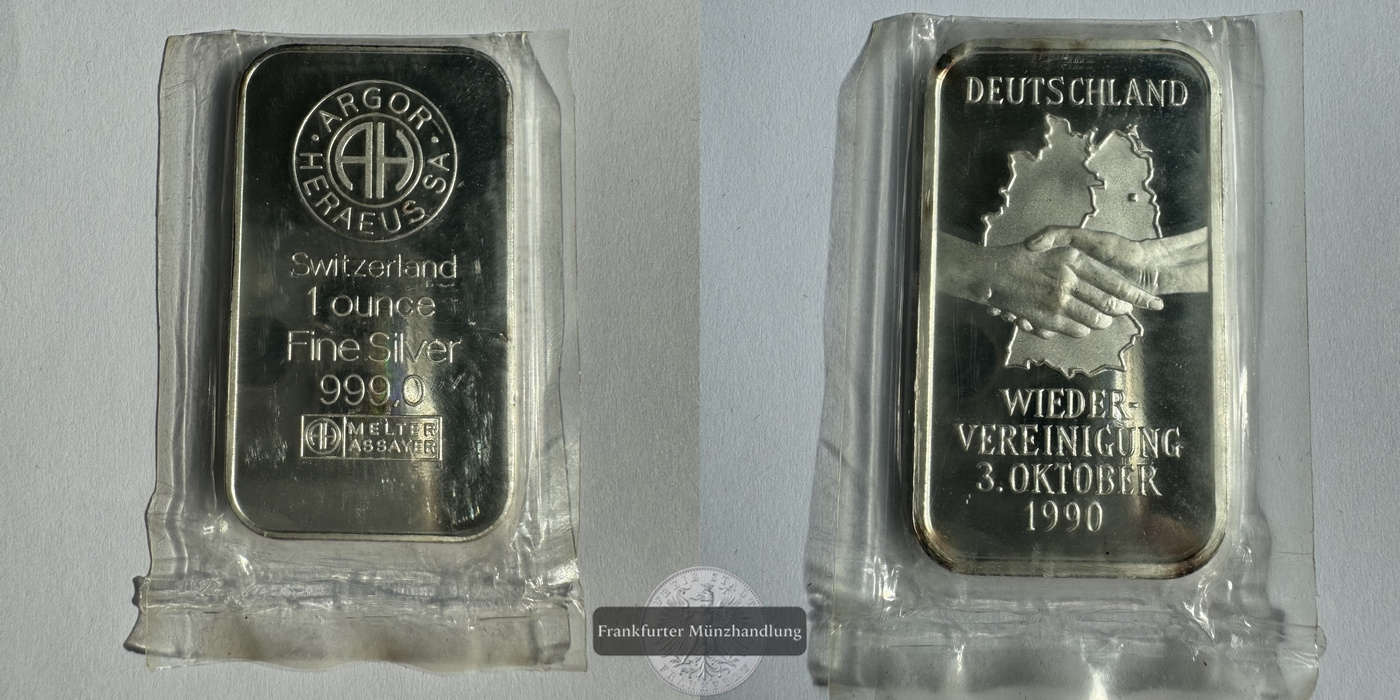 ARGOR
HERAEUS SA
AH
Switzerland
1 ounce
Fine Silver
999,0
AH MELTER
ASSAYER
DEUTSCHLAND
WIEDER-
VEREINIGUNG
3. OKTOBER
1990
Frankfurter Münzhandlung